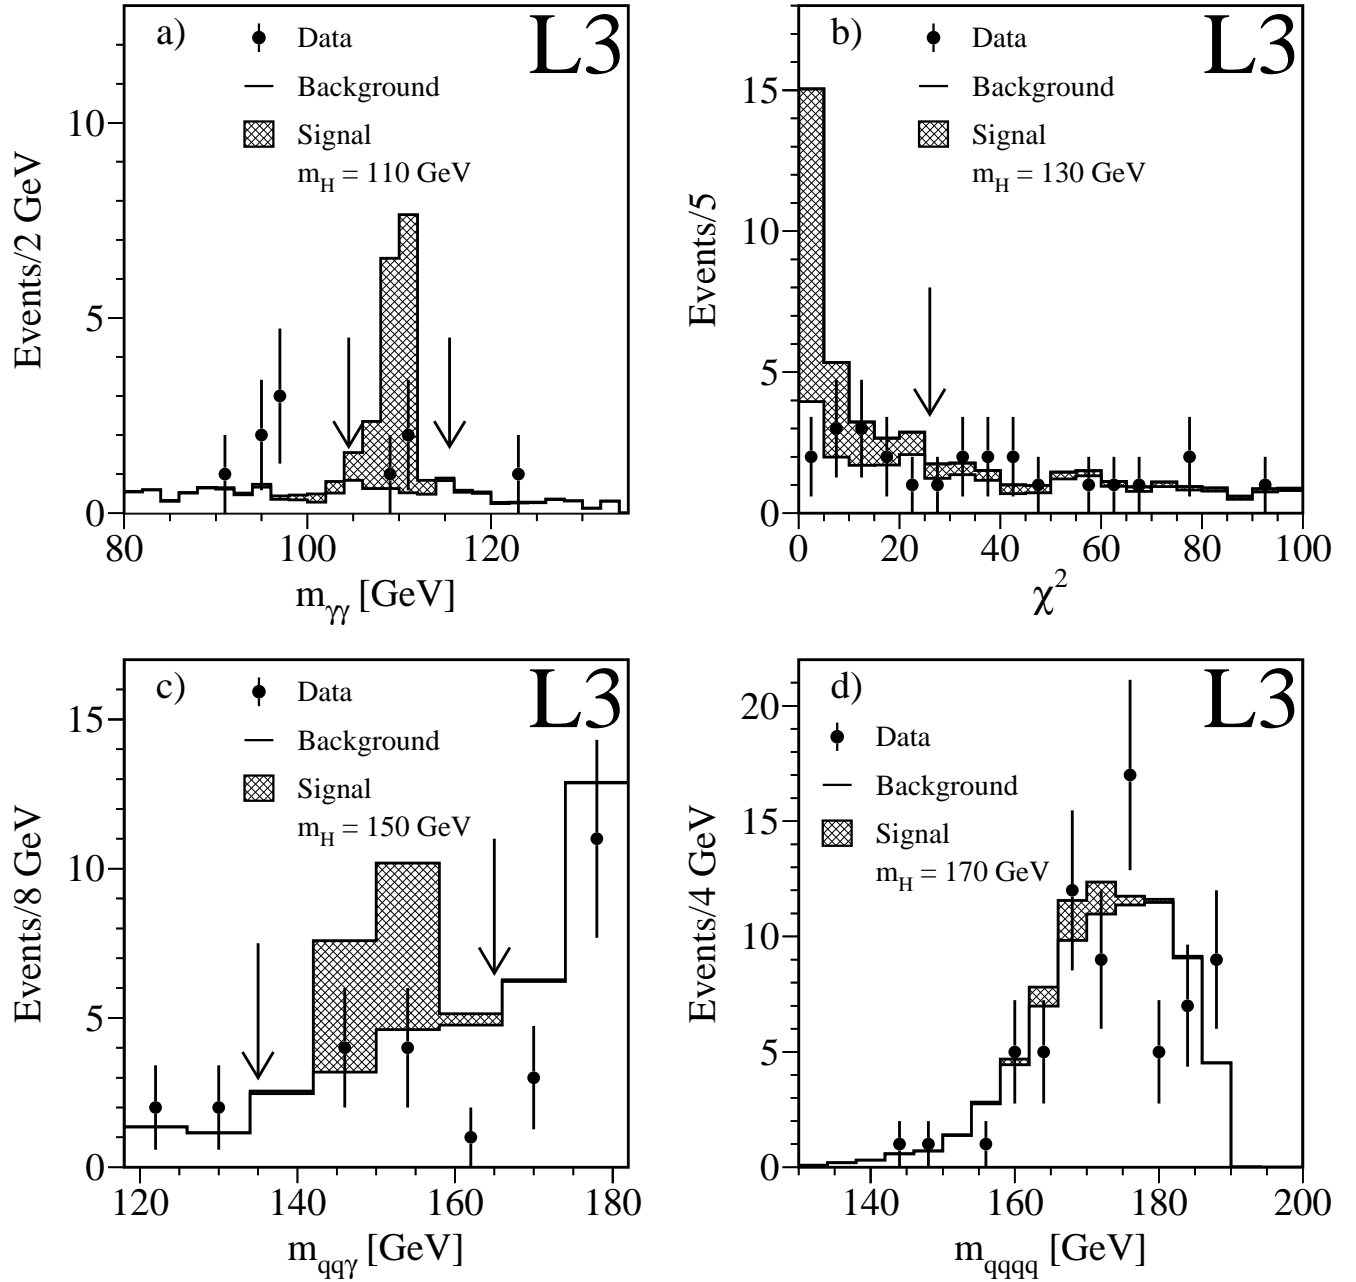 a)
L3
Data
Background
Signal
m_H = 110 GeV
Events/2 GeV
10
5
0
80 100 120
m_γγ [GeV]
b)
L3
Data
Background
Signal
m_H = 130 GeV
Events/5
15
10
5
0
0 20 40 60 80 100
χ²
c)
L3
Data
Background
Signal
m_H = 150 GeV
Events/8 GeV
15
10
5
0
120 140 160 180
m_qqγ [GeV]
d)
L3
Data
Background
Signal
m_H = 170 GeV
Events/4 GeV
20
15
10
5
0
140 160 180 200
m_qqqq [GeV]